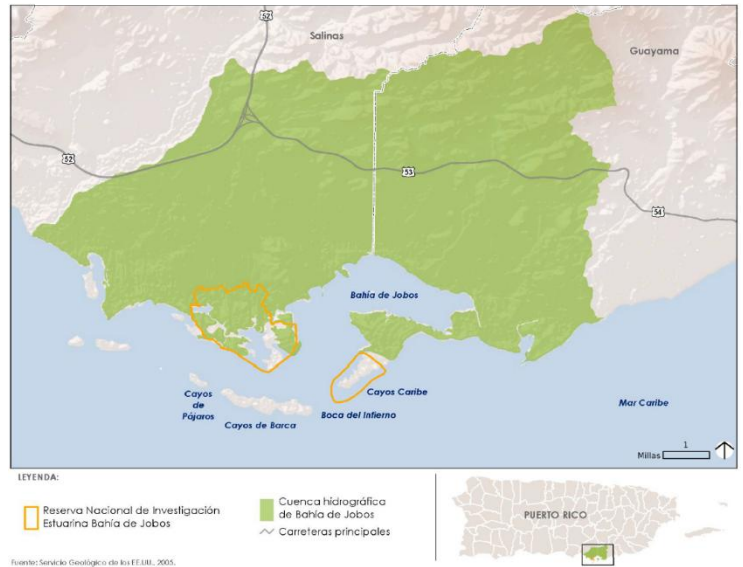 52
Salinas
Guayama
52
53
54
Bahía de Jobos
Cayos
de
Pájaros
Cayos de Barca
Boca del Infierno
Cayos Caribe
Mar Caribe
1
Millas
LEYENDA:
Reserva Nacional de Investigación
Estuarina Bahía de Jobos
Cuenca hidrográfica
de Bahía de Jobos
Carreteras principales
PUERTO RICO
Fuente: Servicio Geológico de los EE.UU., 2005.